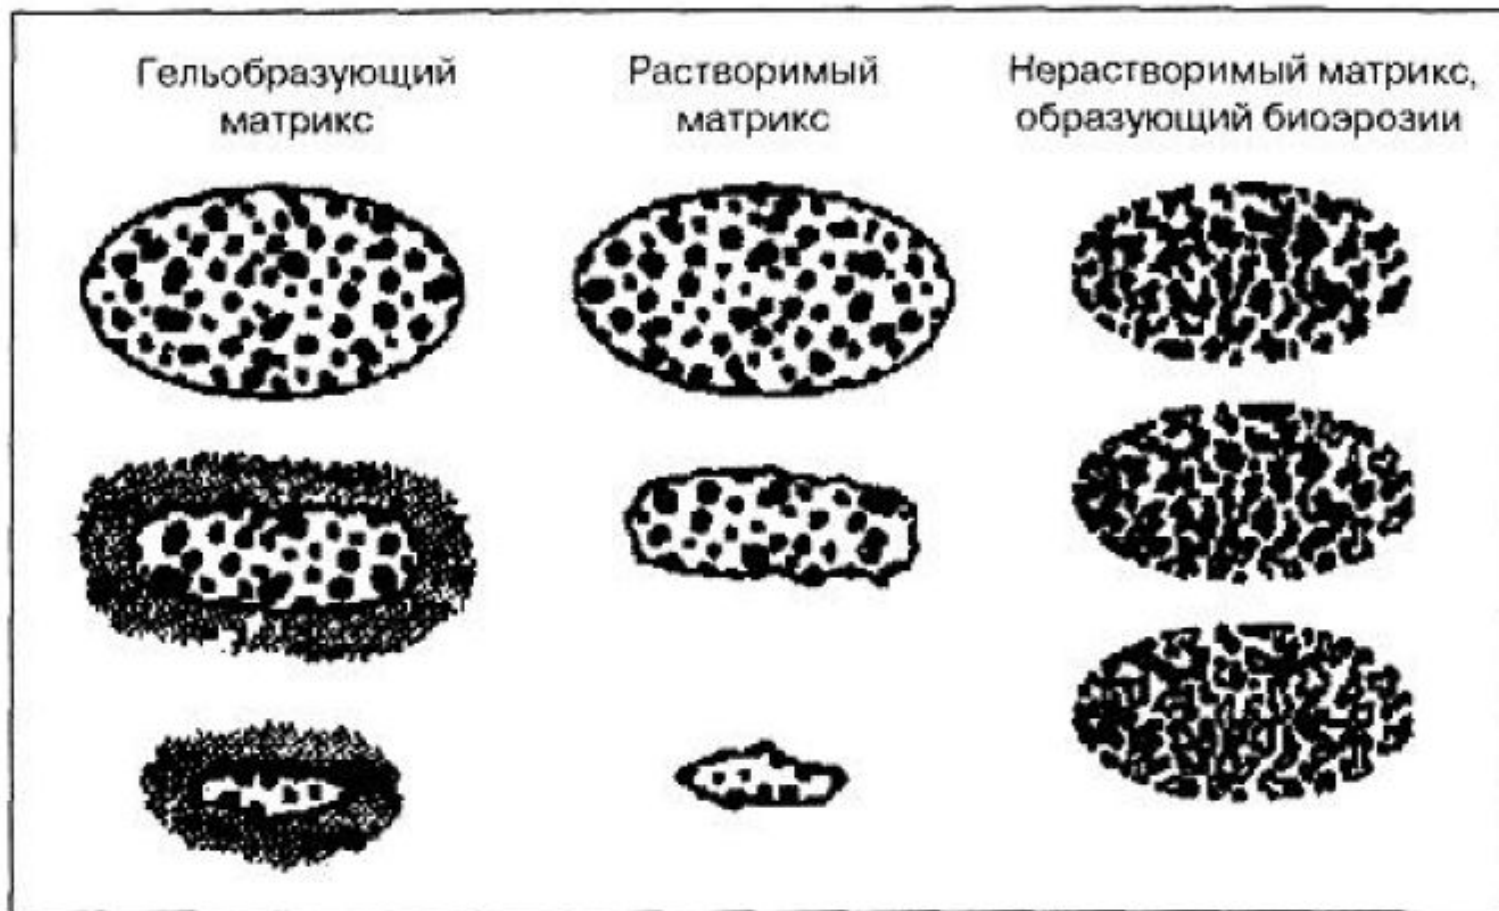 Гельобразующий
матрикс
Растворимый
матрикс
Нерастворимый матрикс,
образующий биоэрозии